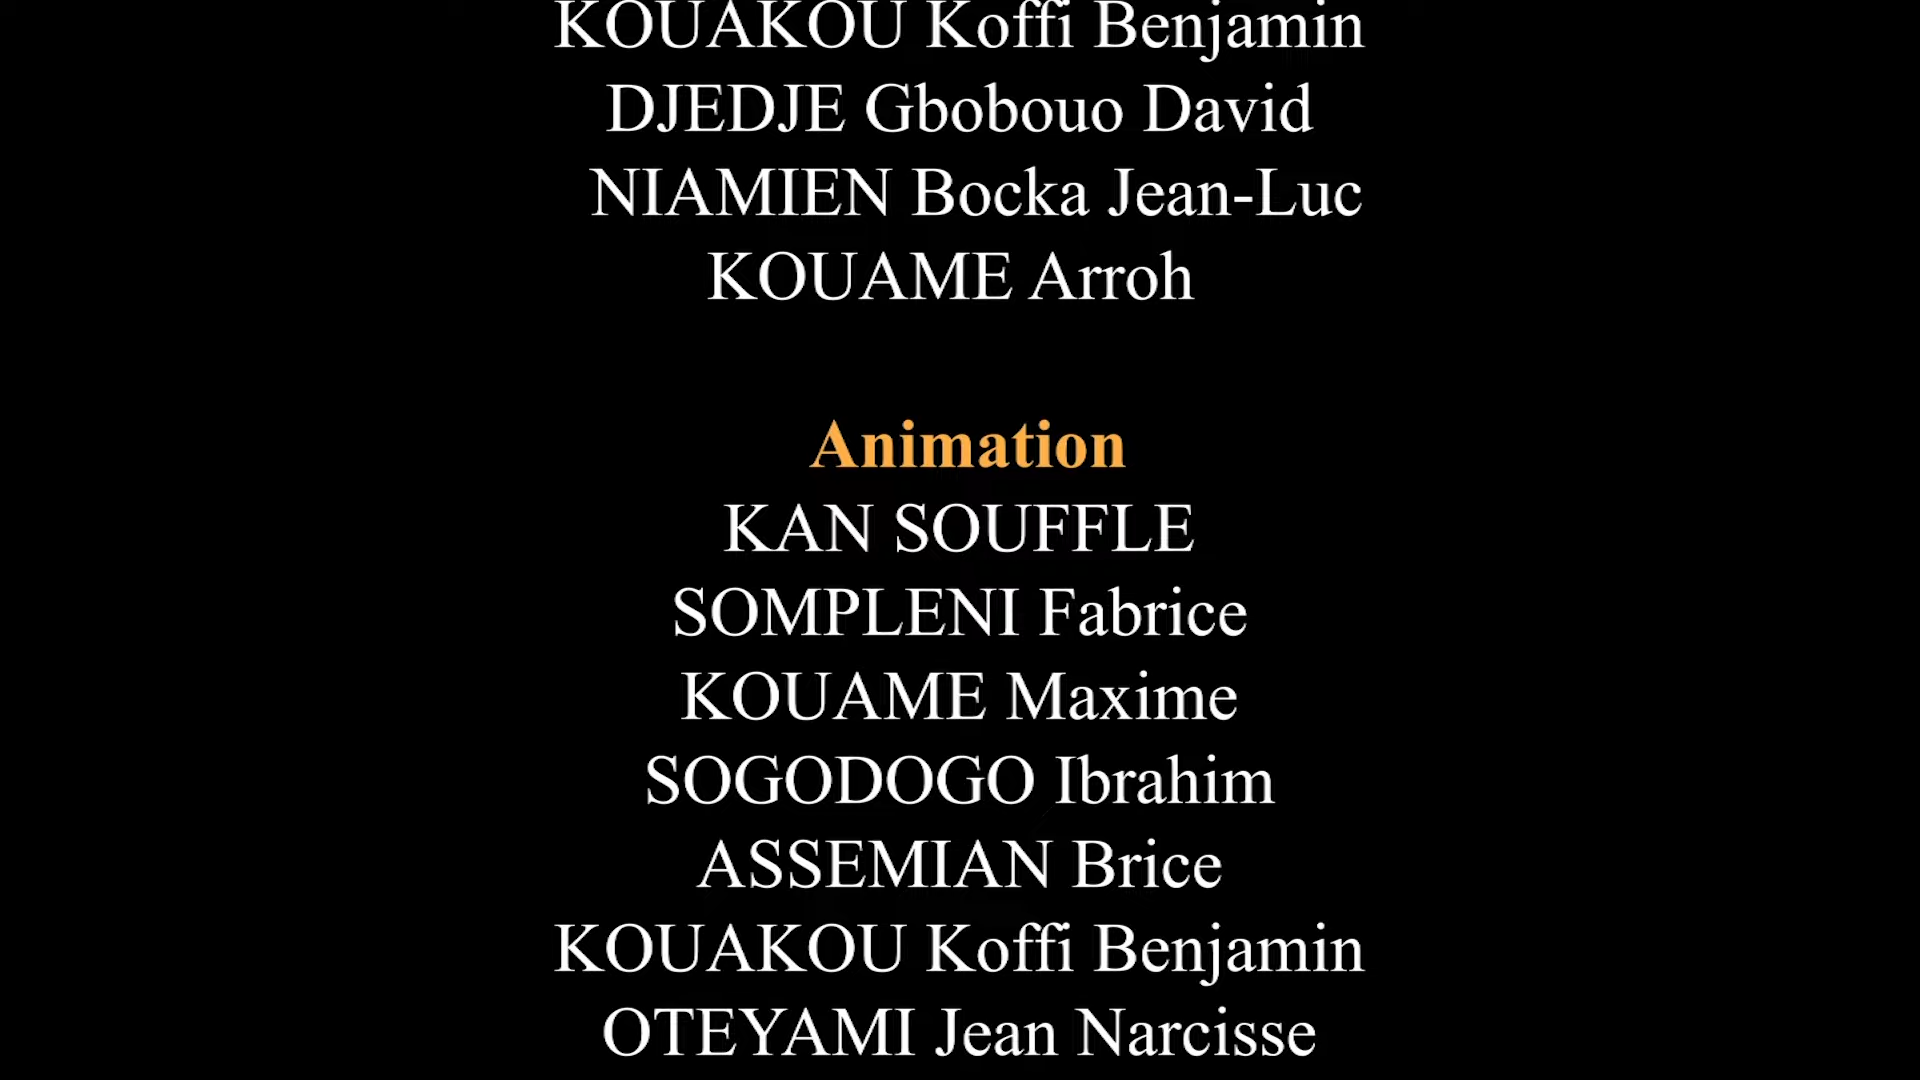 KOUAKOU Koffi Benjamin
DJEDJE Gbobouo David
NIAMIEN Bocka Jean-Luc
KOUAME Arroh
Animation
KAN SOUFFLE
SOMPLENI Fabrice
KOUAME Maxime
SOGODOGO Ibrahim
ASSEMIAN Brice
KOUAKOU Koffi Benjamin
OTEYAMI Jean Narcisse